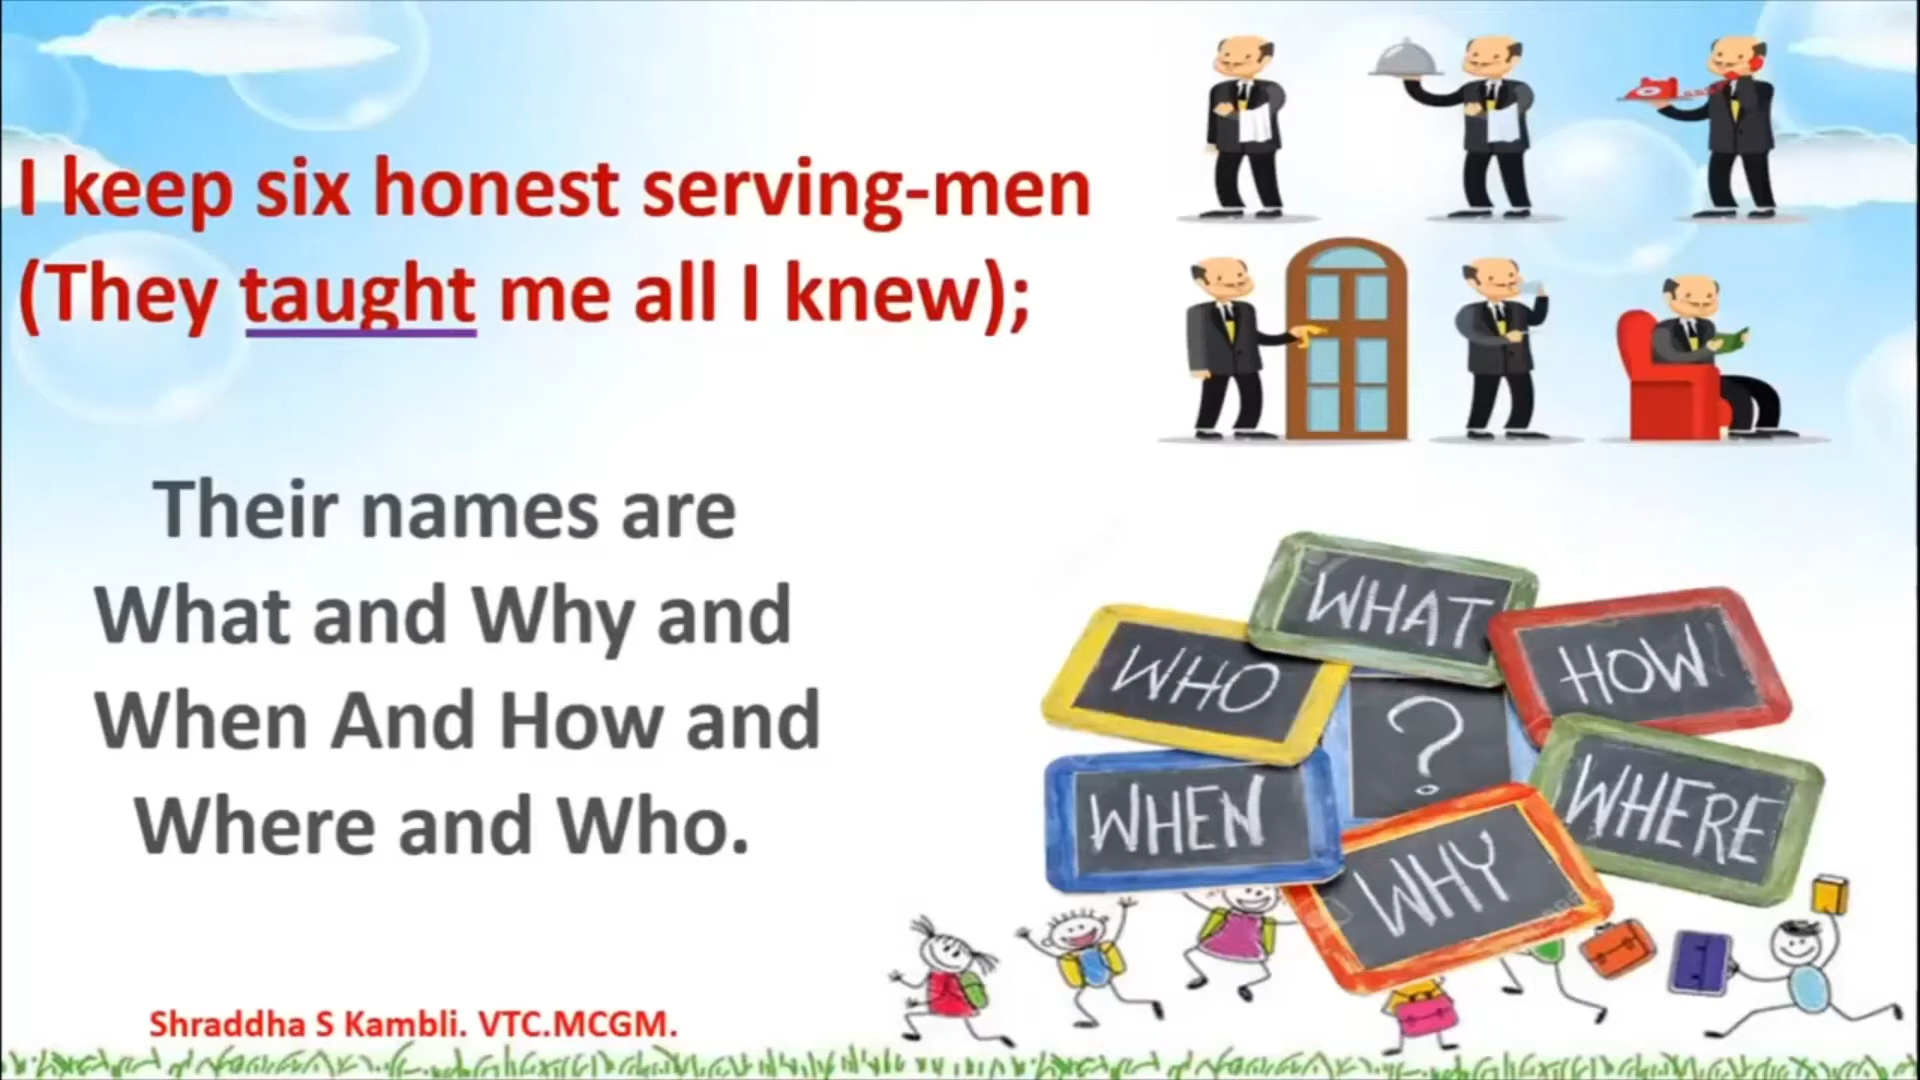 I keep six honest serving-men
(They taught me all I knew);
Their names are
What and Why and
When And How and
Where and Who.
WHAT
WHO
HOW
?
WHEN
WHERE
WHY
Shraddha S Kambli. VTC.MCGM.